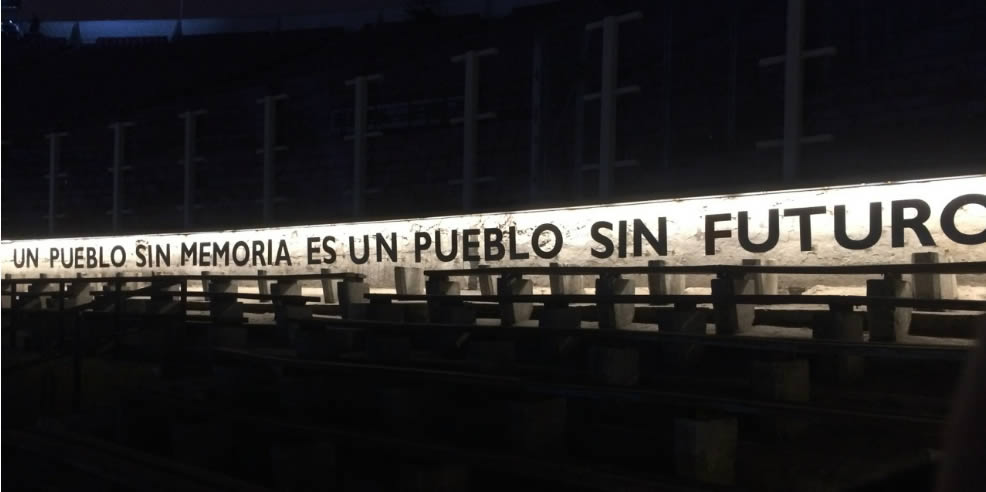 UN PUEBLO SIN MEMORIA ES UN PUEBLO SIN FUTURO